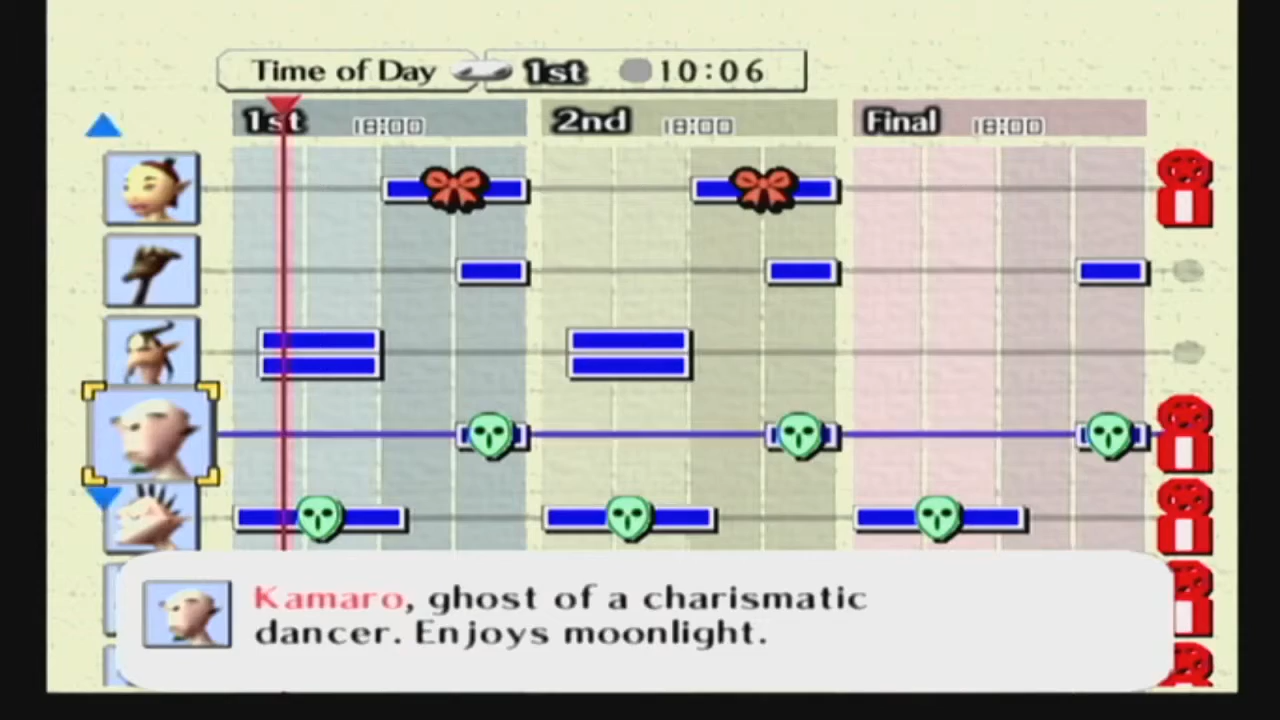 Time of Day 1st 10:06
1st 18:00 2nd 18:00 Final 18:00
Kamaro, ghost of a charismatic
dancer. Enjoys moonlight.